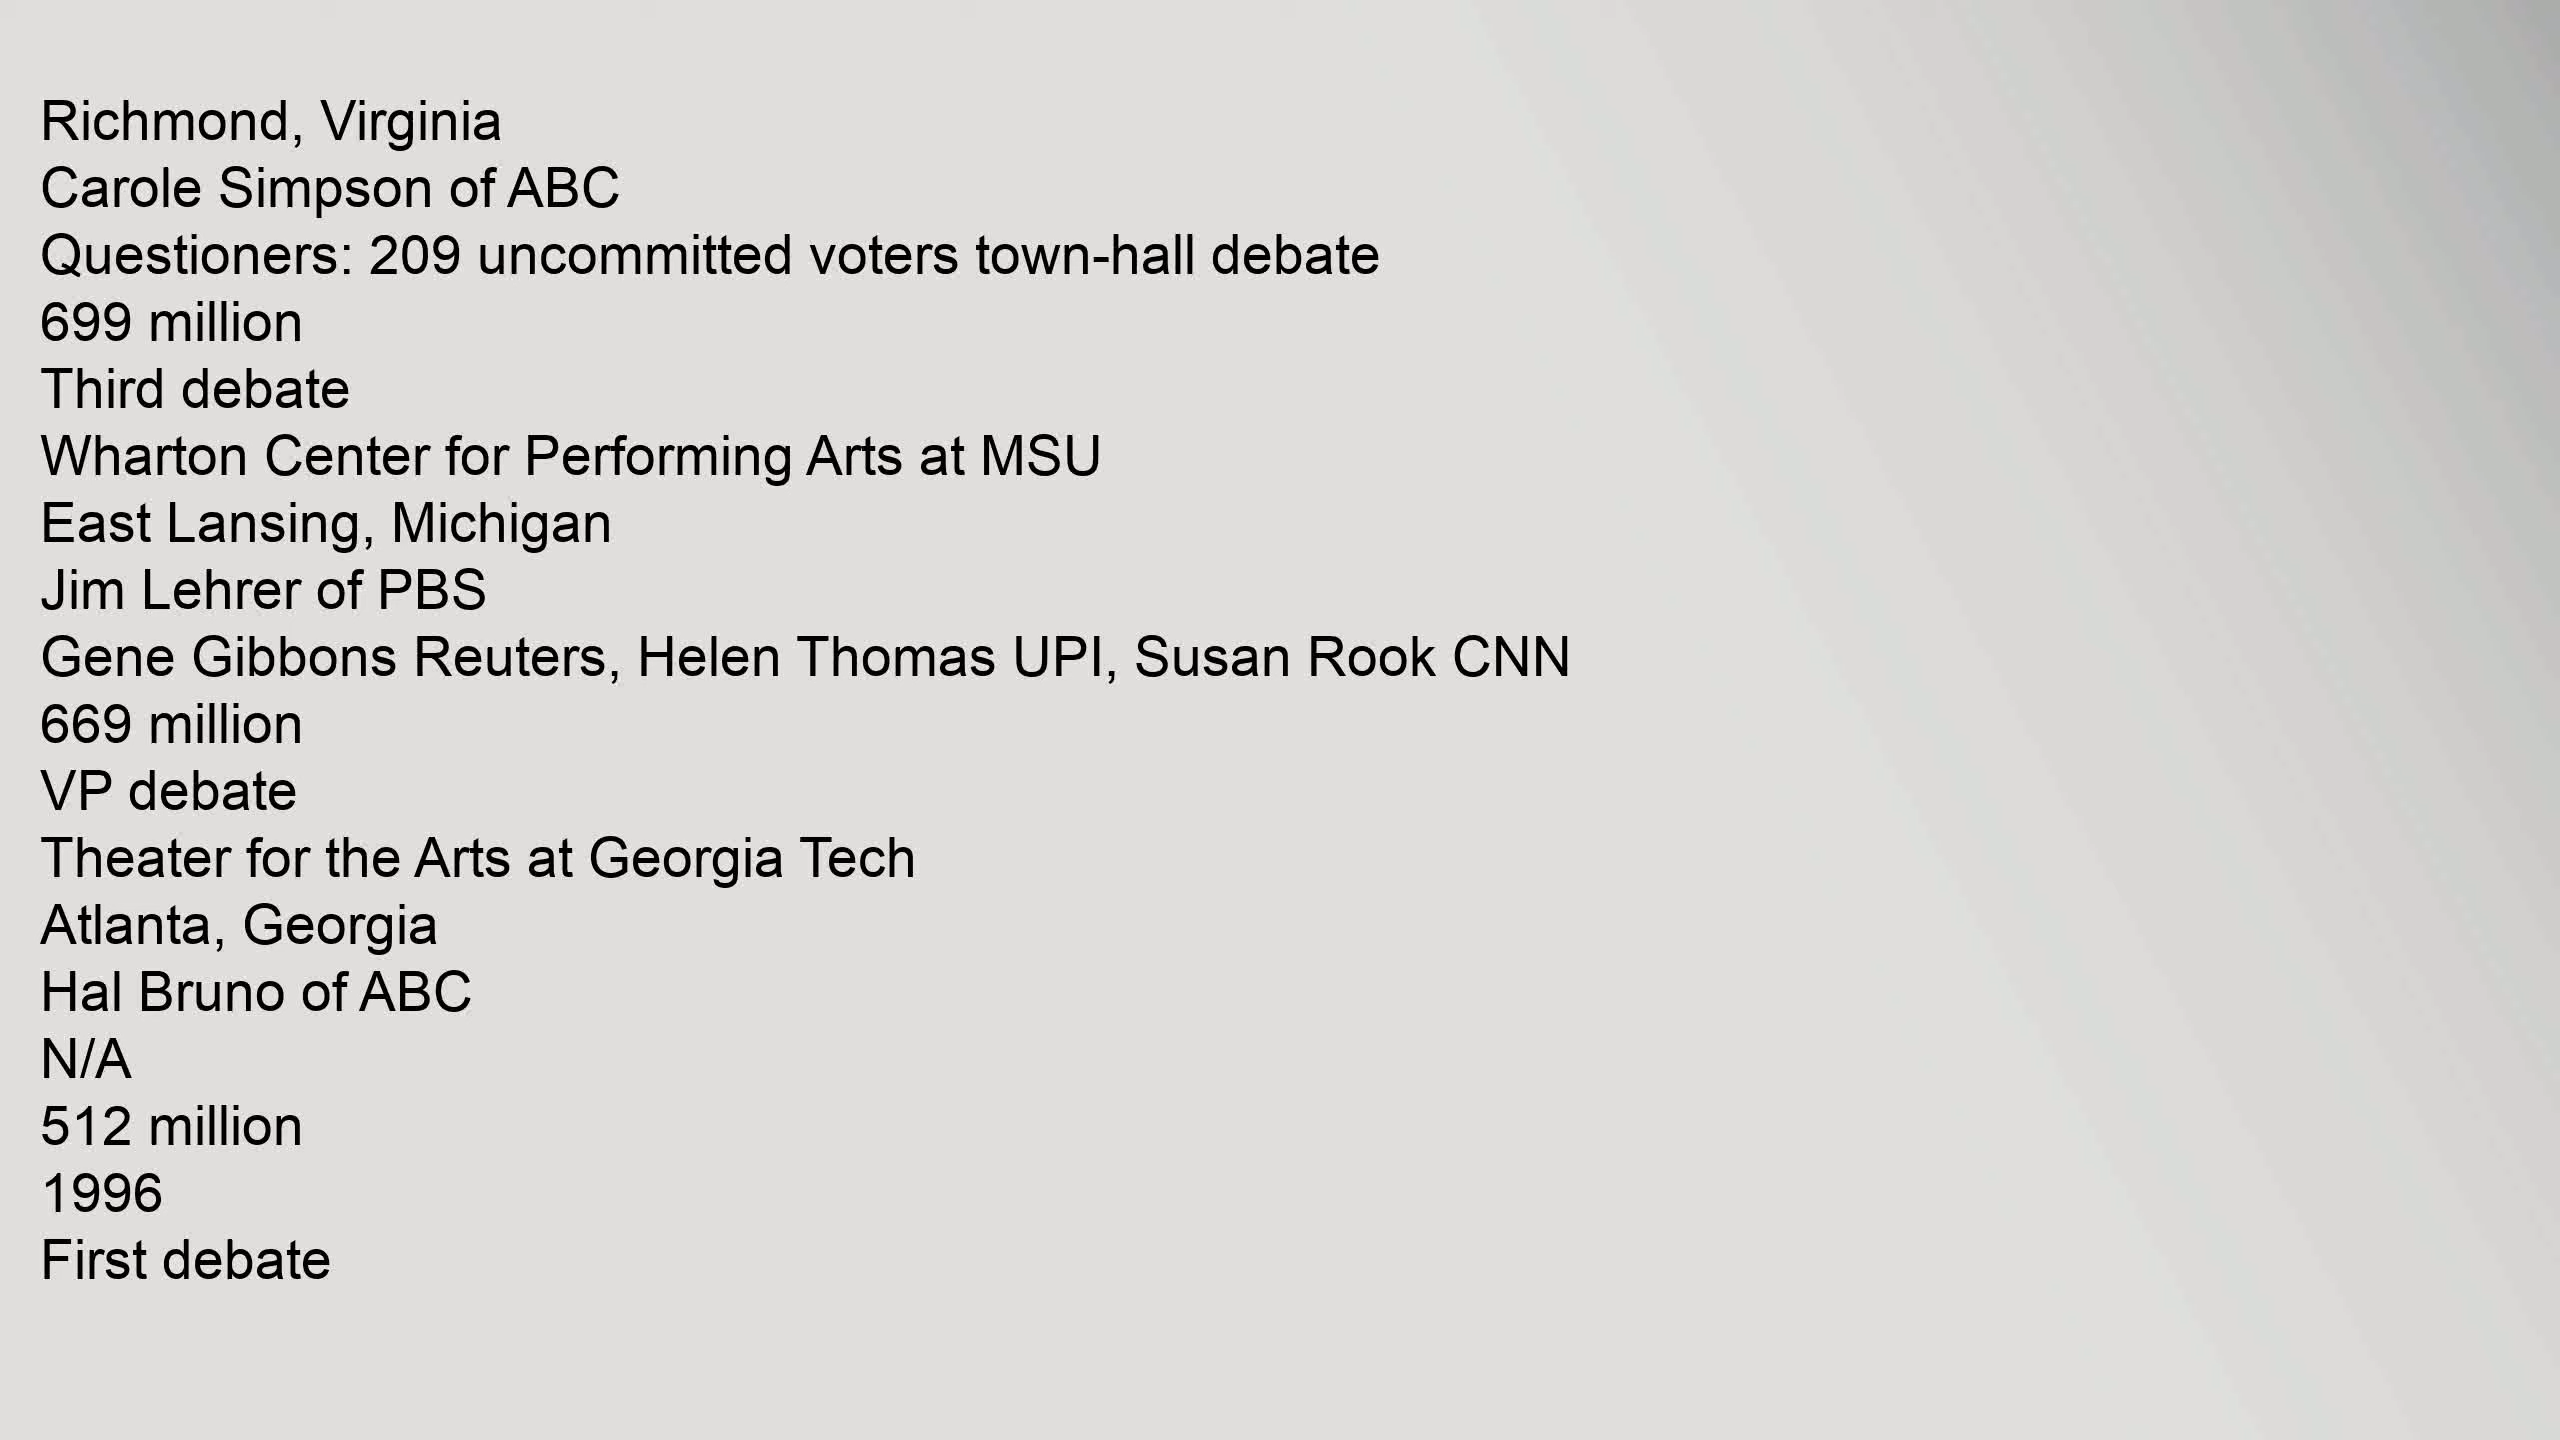 Richmond, Virginia
Carole Simpson of ABC
Questioners: 209 uncommitted voters town-hall debate
699 million
Third debate
Wharton Center for Performing Arts at MSU
East Lansing, Michigan
Jim Lehrer of PBS
Gene Gibbons Reuters, Helen Thomas UPI, Susan Rook CNN
669 million
VP debate
Theater for the Arts at Georgia Tech
Atlanta, Georgia
Hal Bruno of ABC
N/A
512 million
1996
First debate